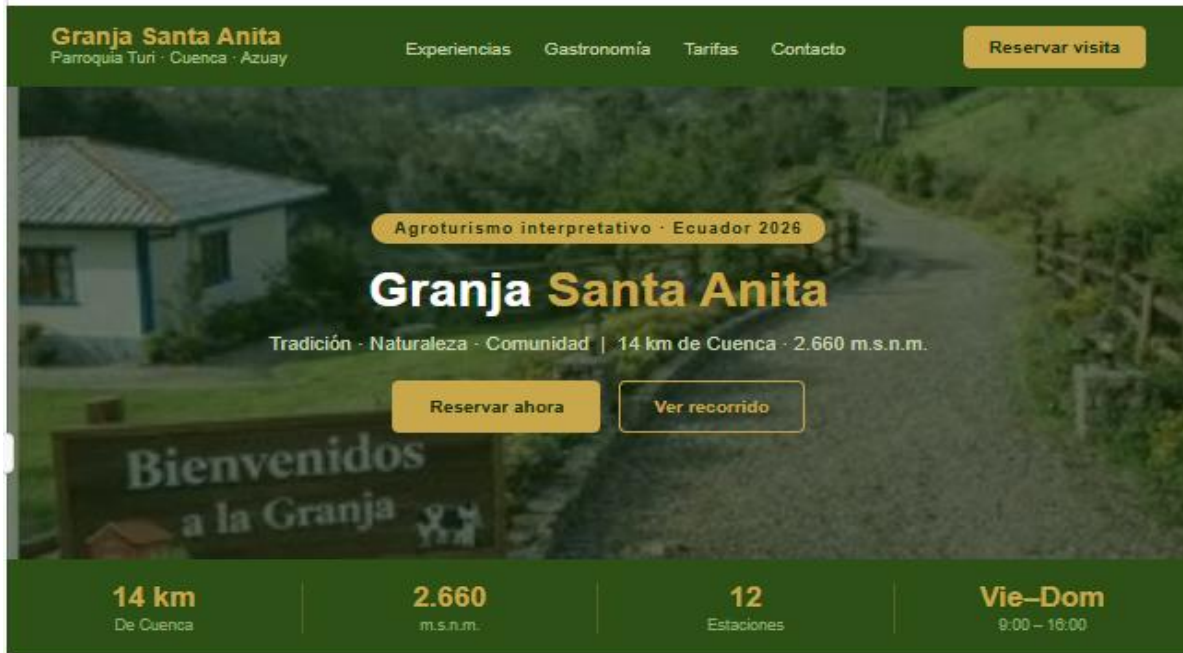 Granja Santa Anita
Parroquia Turi · Cuenca · Azuay
Experiencias Gastronomía Tarifas Contacto
Reservar visita
Agroturismo interpretativo · Ecuador 2026
Granja Santa Anita
Tradición · Naturaleza · Comunidad | 14 km de Cuenca · 2.660 m.s.n.m.
Reservar ahora Ver recorrido
Bienvenidos
a la Granja
14 km 2.660 12 Vie–Dom
De Cuenca m.s.n.m. Estaciones 9:00 – 16:00